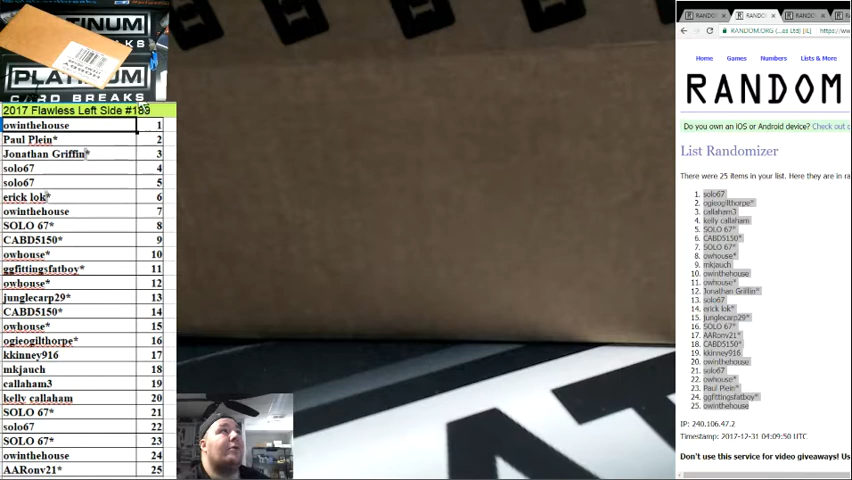 PLATINUM
PLATINUM
CARD BREAKS
2017 Flawless Left Side #189
owinthehouse 1
Paul Plein* 2
Jonathan Griffin* 3
solo67 4
solo67 5
erick lok* 6
owinthehouse 7
SOLO 67* 8
CABD5150* 9
owhouse* 10
ggfittingsfatboy* 11
owhouse* 12
junglecarp29* 13
CABD5150* 14
owhouse* 15
ogieogilthorpe* 16
kkinney916 17
mkjauch 18
callaham3 19
kelly callaham 20
SOLO 67* 21
solo67 22
SOLO 67* 23
owinthehouse 24
AARonv21* 25
AT
RANDOM
RANDOM
RANDOM
RANDOM.ORG
Home Games Numbers Lists & More
RANDOM
Do you own an iOS or Android device? Check out
List Randomizer
There were 25 items in your list. Here they are in ra
1. solo67
2. ogieogilthorpe*
3. callaham3
4. kelly callaham
5. SOLO 67*
6. CABD5150*
7. SOLO 67*
8. owhouse*
9. mkjauch
10. owinthehouse
11. owhouse*
12. Jonathan Griffin*
13. solo67
14. erick lok*
15. junglecarp29*
16. SOLO 67*
17. AARonv21*
18. CABD5150*
19. kkinney916
20. owinthehouse
21. solo67
22. owhouse*
23. Paul Plein*
24. ggfittingsfatboy*
25. owinthehouse
IP: 240.106.47.2
Timestamp: 2017-12-31 04:09:50 UTC
Don't use this service for video giveaways! Us